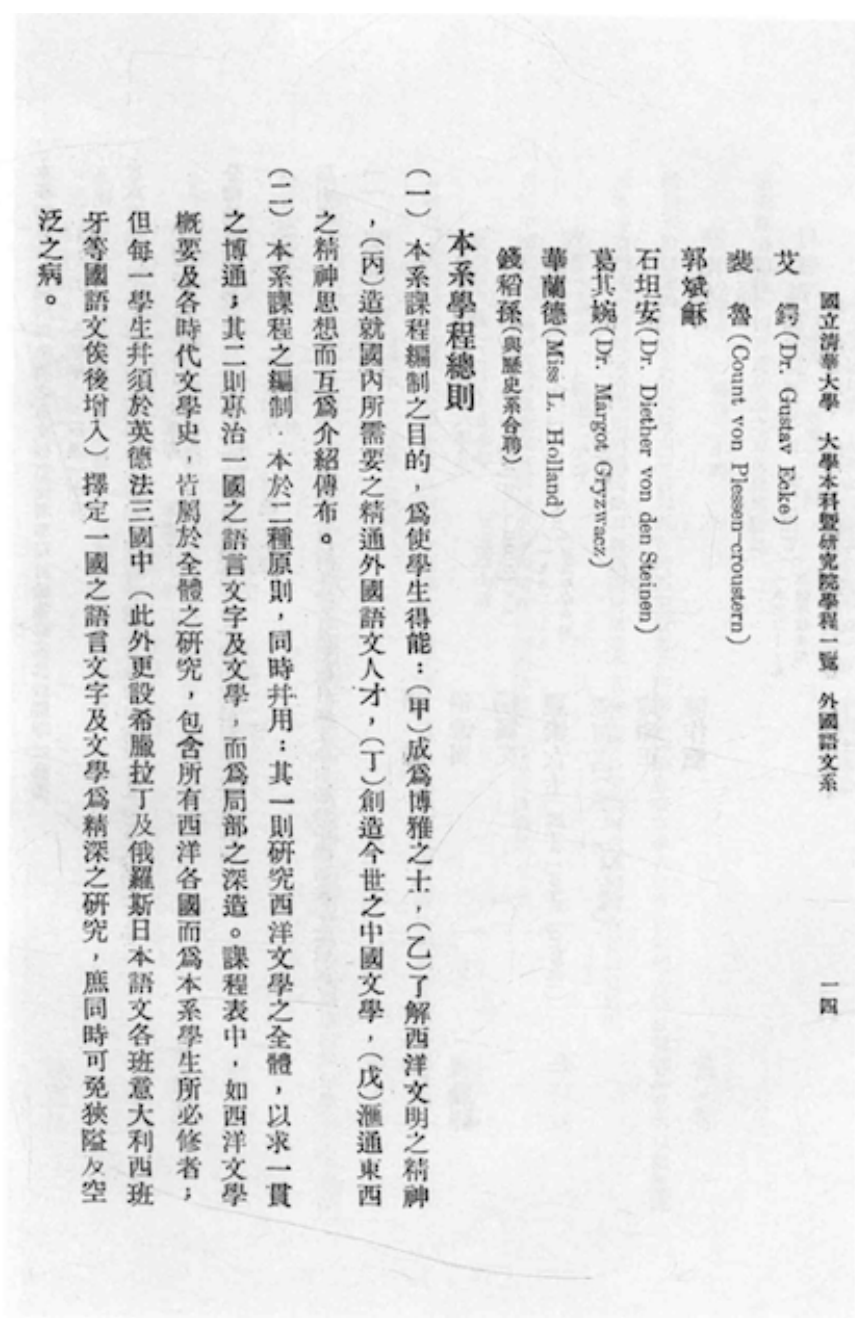 國立清華大學　大學本科暨研究院學程一覽　外國語文系　一四
艾　鍔(Dr. Gustav Ecke)
裴　魯(Count von Plessen-croustern)
郭斌龢
石坦安(Dr. Diether von den Steinen)
葛其婉(Dr. Margot Gryzwacz)
華蘭德(Miss L. Holland)
錢稻孫(與歷史系合聘)
本系學程總則
(一)　本系課程編制之目的，爲使學生得能：(甲)成爲博雅之士，(乙)了解西洋文明之精神
，(丙)造就國內所需要之精通外國語文人才，(丁)創造今世之中國文學，(戊)滙通東西
之精神思想而互爲介紹傳布。
(二)　本系課程之編制．本於二種原則，同時并用：其一則研究西洋文學之全體，以求一貫
之博通；其二則專治一國之語言文字及文學，而爲局部之深造。課程表中，如西洋文學
概要及各時代文學史，皆屬於全體之研究，包含所有西洋各國而爲本系學生所必修者；
但每一學生并須於英德法三國中（此外更設希臘拉丁及俄羅斯日本語文各班意大利西班
牙等國語文俟後增入）擇定一國之語言文字及文學爲精深之研究，庶同時可免狹隘及空
泛之病。